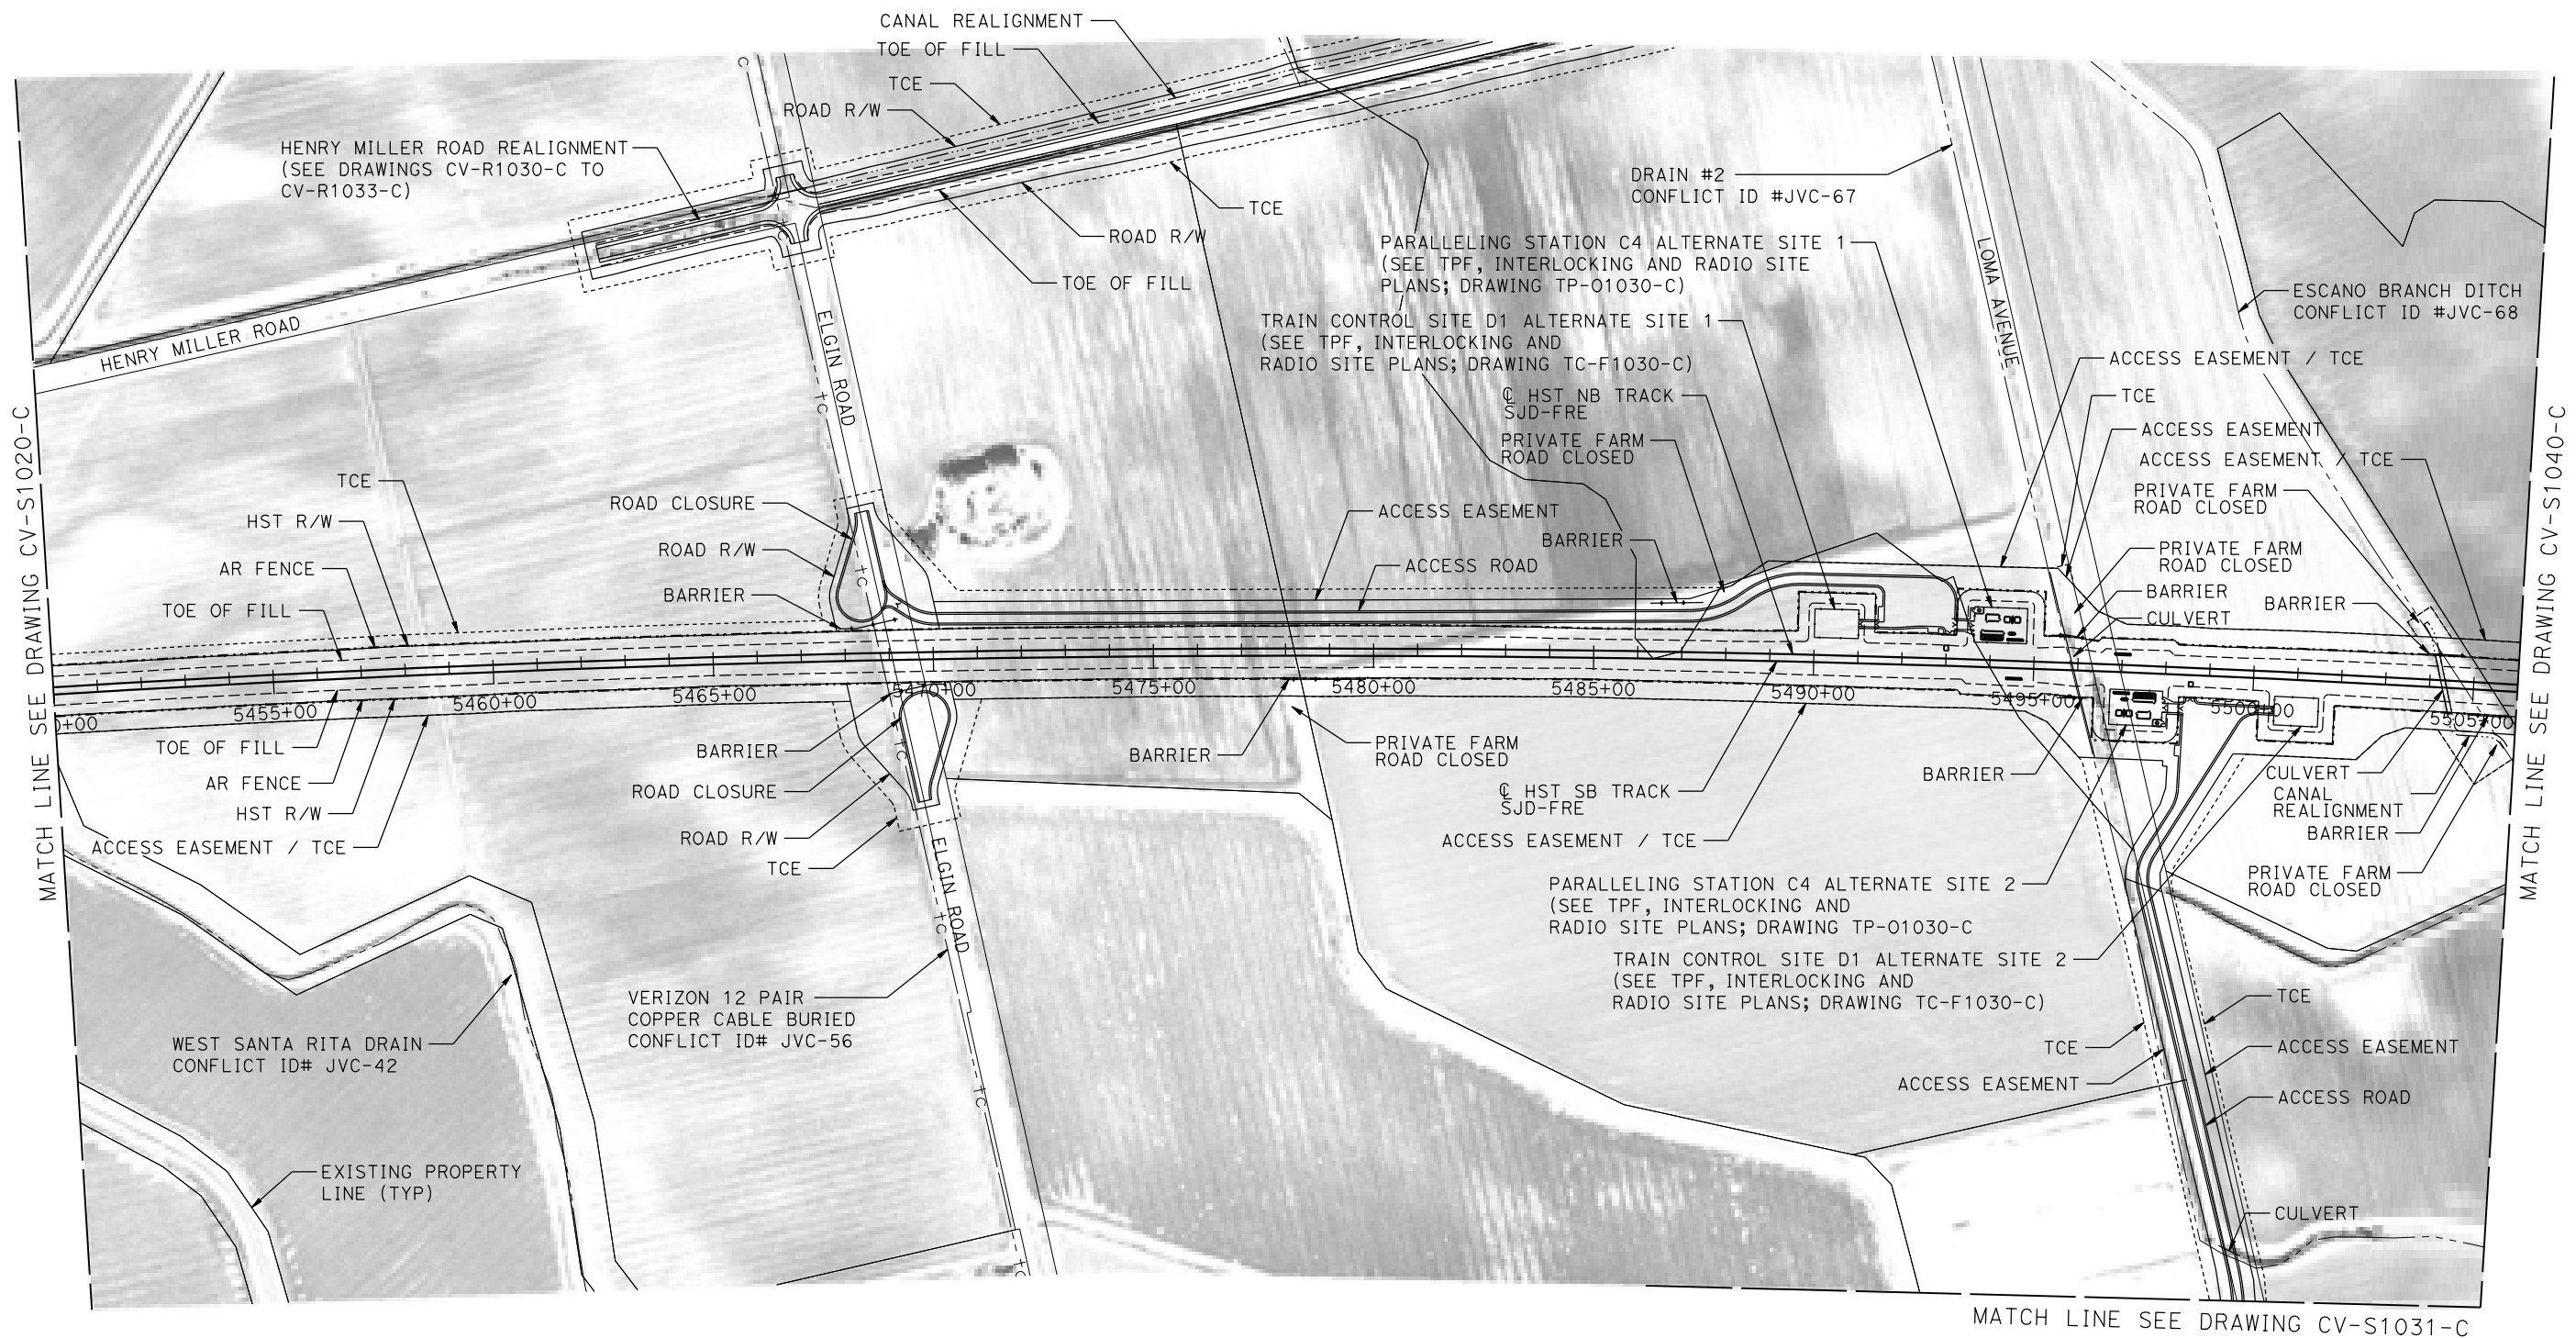 CANAL REALIGNMENT
TOE OF FILL
TCE
ROAD R/W
HENRY MILLER ROAD REALIGNMENT
(SEE DRAWINGS CV-R1030-C TO
CV-R1033-C)
HENRY MILLER ROAD
ELGIN ROAD
TCE
ROAD R/W
TOE OF FILL
DRAIN #2
CONFLICT ID #JVC-67
LOMA AVENUE
PARALLELING STATION C4 ALTERNATE SITE 1
(SEE TPF, INTERLOCKING AND RADIO SITE
PLANS; DRAWING TP-O1030-C)
TRAIN CONTROL SITE D1 ALTERNATE SITE 1
(SEE TPF, INTERLOCKING AND
RADIO SITE PLANS; DRAWING TC-F1030-C)
℄ HST NB TRACK
SJD-FRE
PRIVATE FARM
ROAD CLOSED
ESCANO BRANCH DITCH
CONFLICT ID #JVC-68
ACCESS EASEMENT / TCE
TCE
ACCESS EASEMENT
ACCESS EASEMENT / TCE
PRIVATE FARM
ROAD CLOSED
PRIVATE FARM
ROAD CLOSED
BARRIER
BARRIER
CULVERT
MATCH LINE SEE DRAWING CV-S1020-C
MATCH LINE SEE DRAWING CV-S1040-C
TCE
HST R/W
AR FENCE
TOE OF FILL
ROAD CLOSURE
ROAD R/W
BARRIER
ACCESS EASEMENT
BARRIER
ACCESS ROAD
0+00
5455+00
5460+00
5465+00
5470+00
5475+00
5480+00
5485+00
5490+00
5495+00
5500+00
5505+00
TOE OF FILL
AR FENCE
HST R/W
ACCESS EASEMENT / TCE
BARRIER
ROAD CLOSURE
ROAD R/W
TCE
ELGIN ROAD
BARRIER
PRIVATE FARM
ROAD CLOSED
℄ HST SB TRACK
SJD-FRE
ACCESS EASEMENT / TCE
BARRIER
CULVERT
CANAL
REALIGNMENT
BARRIER
PRIVATE FARM
ROAD CLOSED
PARALLELING STATION C4 ALTERNATE SITE 2
(SEE TPF, INTERLOCKING AND
RADIO SITE PLANS; DRAWING TP-O1030-C
TRAIN CONTROL SITE D1 ALTERNATE SITE 2
(SEE TPF, INTERLOCKING AND
RADIO SITE PLANS; DRAWING TC-F1030-C)
VERIZON 12 PAIR
COPPER CABLE BURIED
CONFLICT ID# JVC-56
WEST SANTA RITA DRAIN
CONFLICT ID# JVC-42
EXISTING PROPERTY
LINE (TYP)
TCE
ACCESS EASEMENT
TCE
ACCESS EASEMENT
ACCESS ROAD
CULVERT
MATCH LINE SEE DRAWING CV-S1031-C